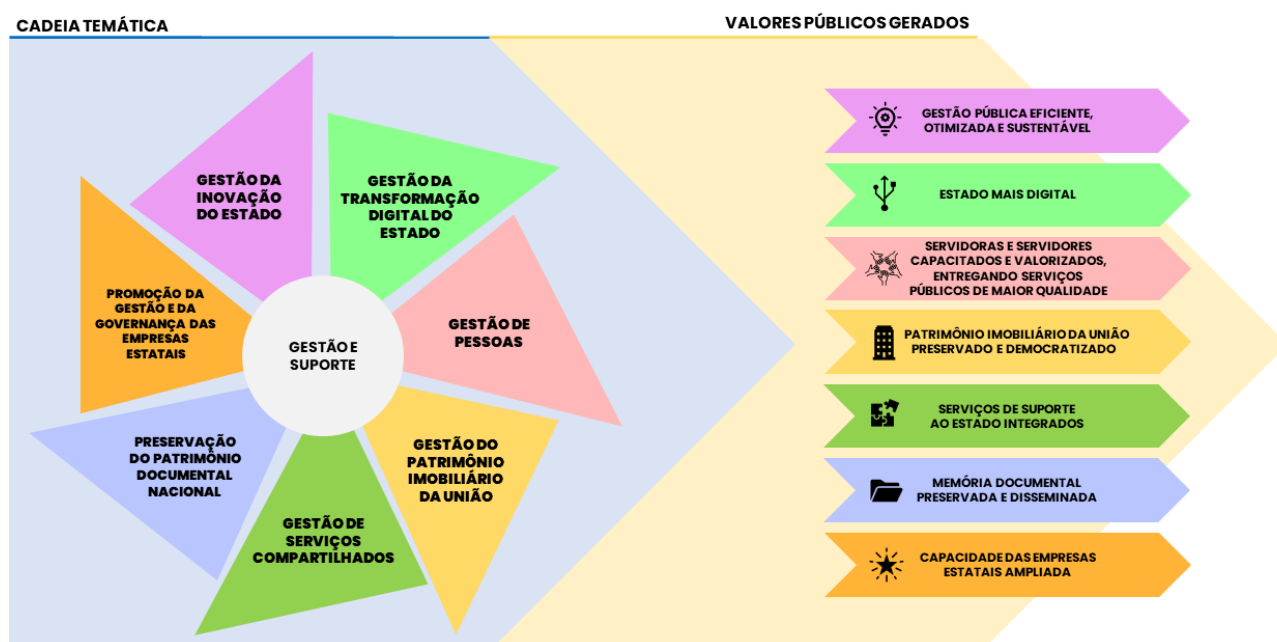 CADEIA TEMÁTICA
VALORES PÚBLICOS GERADOS
GESTÃO DA
INOVAÇÃO
DO ESTADO
GESTÃO DA
TRANSFORMAÇÃO
DIGITAL DO
ESTADO
GESTÃO DE
PESSOAS
GESTÃO DO
PATRIMÔNIO
IMOBILIÁRIO
DA UNIÃO
GESTÃO DE
SERVIÇOS
COMPARTILHADOS
PRESERVAÇÃO
DO PATRIMÔNIO
DOCUMENTAL
NACIONAL
PROMOÇÃO DA
GESTÃO E DA
GOVERNANÇA DAS
EMPRESAS
ESTATAIS
GESTÃO E
SUPORTE
GESTÃO PÚBLICA EFICIENTE,
OTIMIZADA E SUSTENTÁVEL
ESTADO MAIS DIGITAL
SERVIDORAS E SERVIDORES
CAPACITADOS E VALORIZADOS,
ENTREGANDO SERVIÇOS
PÚBLICOS DE MAIOR QUALIDADE
PATRIMÔNIO IMOBILIÁRIO DA UNIÃO
PRESERVADO E DEMOCRATIZADO
SERVIÇOS DE SUPORTE
AO ESTADO INTEGRADOS
MEMÓRIA DOCUMENTAL
PRESERVADA E DISSEMINADA
CAPACIDADE DAS EMPRESAS
ESTATAIS AMPLIADA